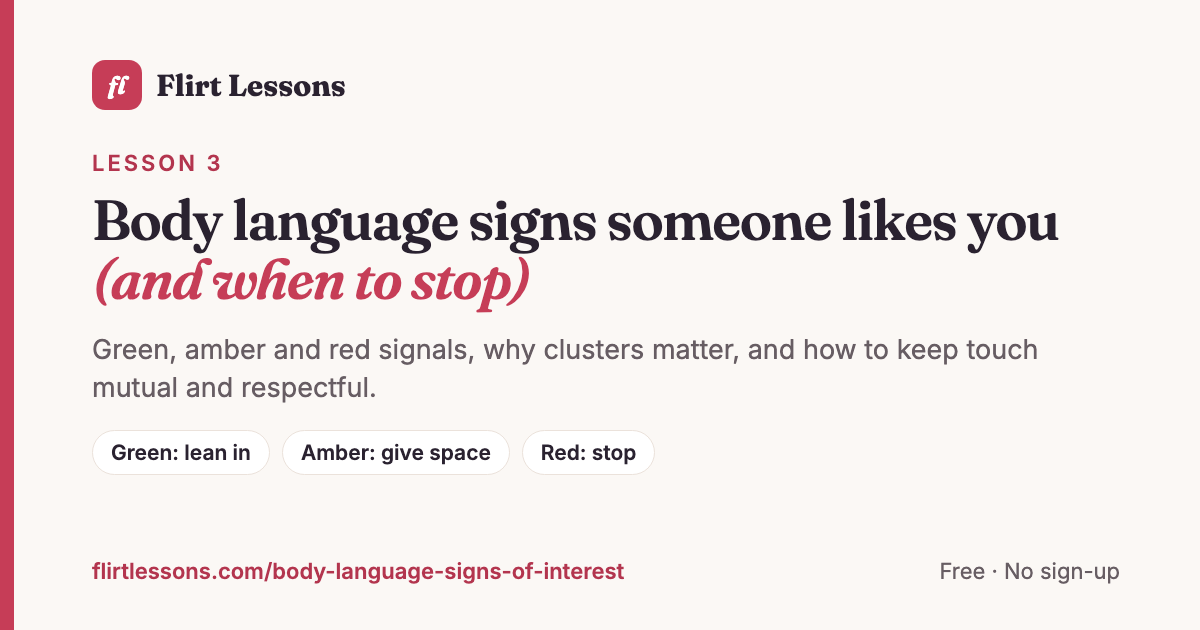 fl Flirt Lessons
LESSON 3
Body language signs someone likes you
(and when to stop)
Green, amber and red signals, why clusters matter, and how to keep touch
mutual and respectful.
Green: lean in Amber: give space Red: stop
flirtlessons.com/body-language-signs-of-interest Free · No sign-up